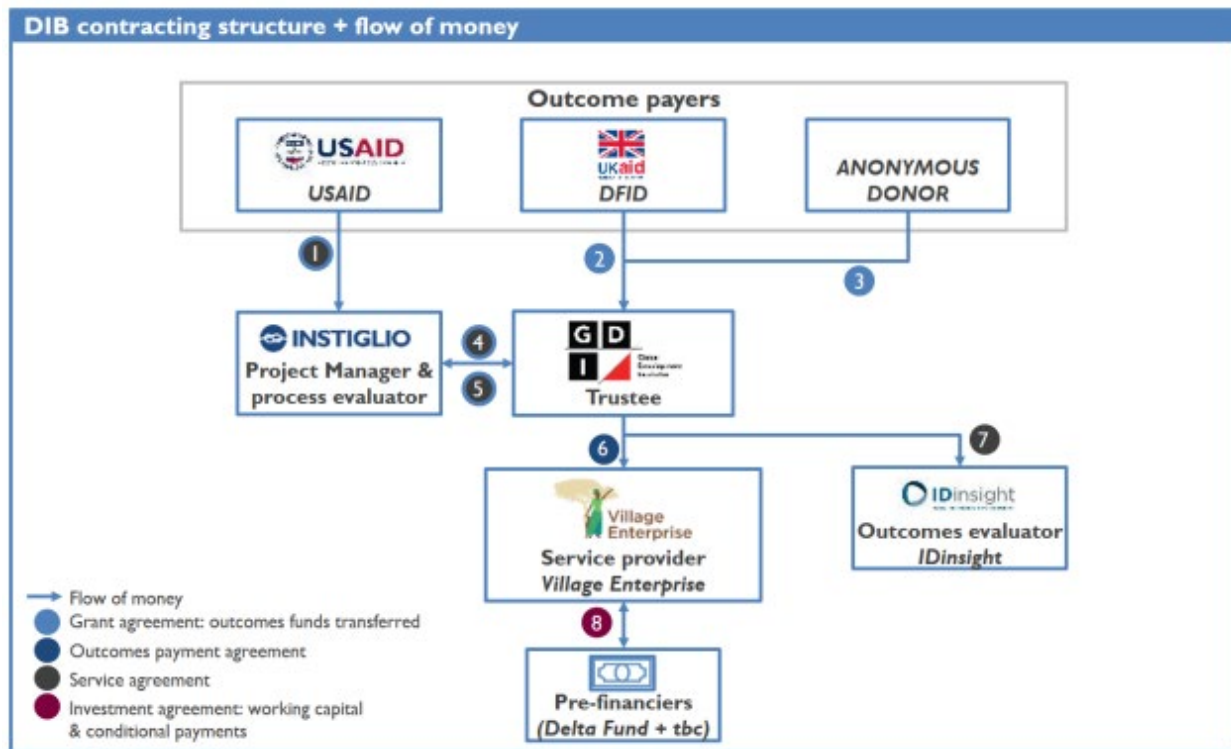 DIB contracting structure + flow of money
Outcome payers
USAID
USAID
UKaid
DFID
ANONYMOUS
DONOR
1
2
3
INSTIGLIO
Project Manager &
process evaluator
4
5
G D
I
Global
Development
Trustee
6
7
Village
Enterprise
Service provider
Village Enterprise
IDinsight
Outcomes evaluator
IDinsight
8
Pre-financiers
(Delta Fund + tbc)
Flow of money
Grant agreement: outcomes funds transferred
Outcomes payment agreement
Service agreement
Investment agreement: working capital
& conditional payments